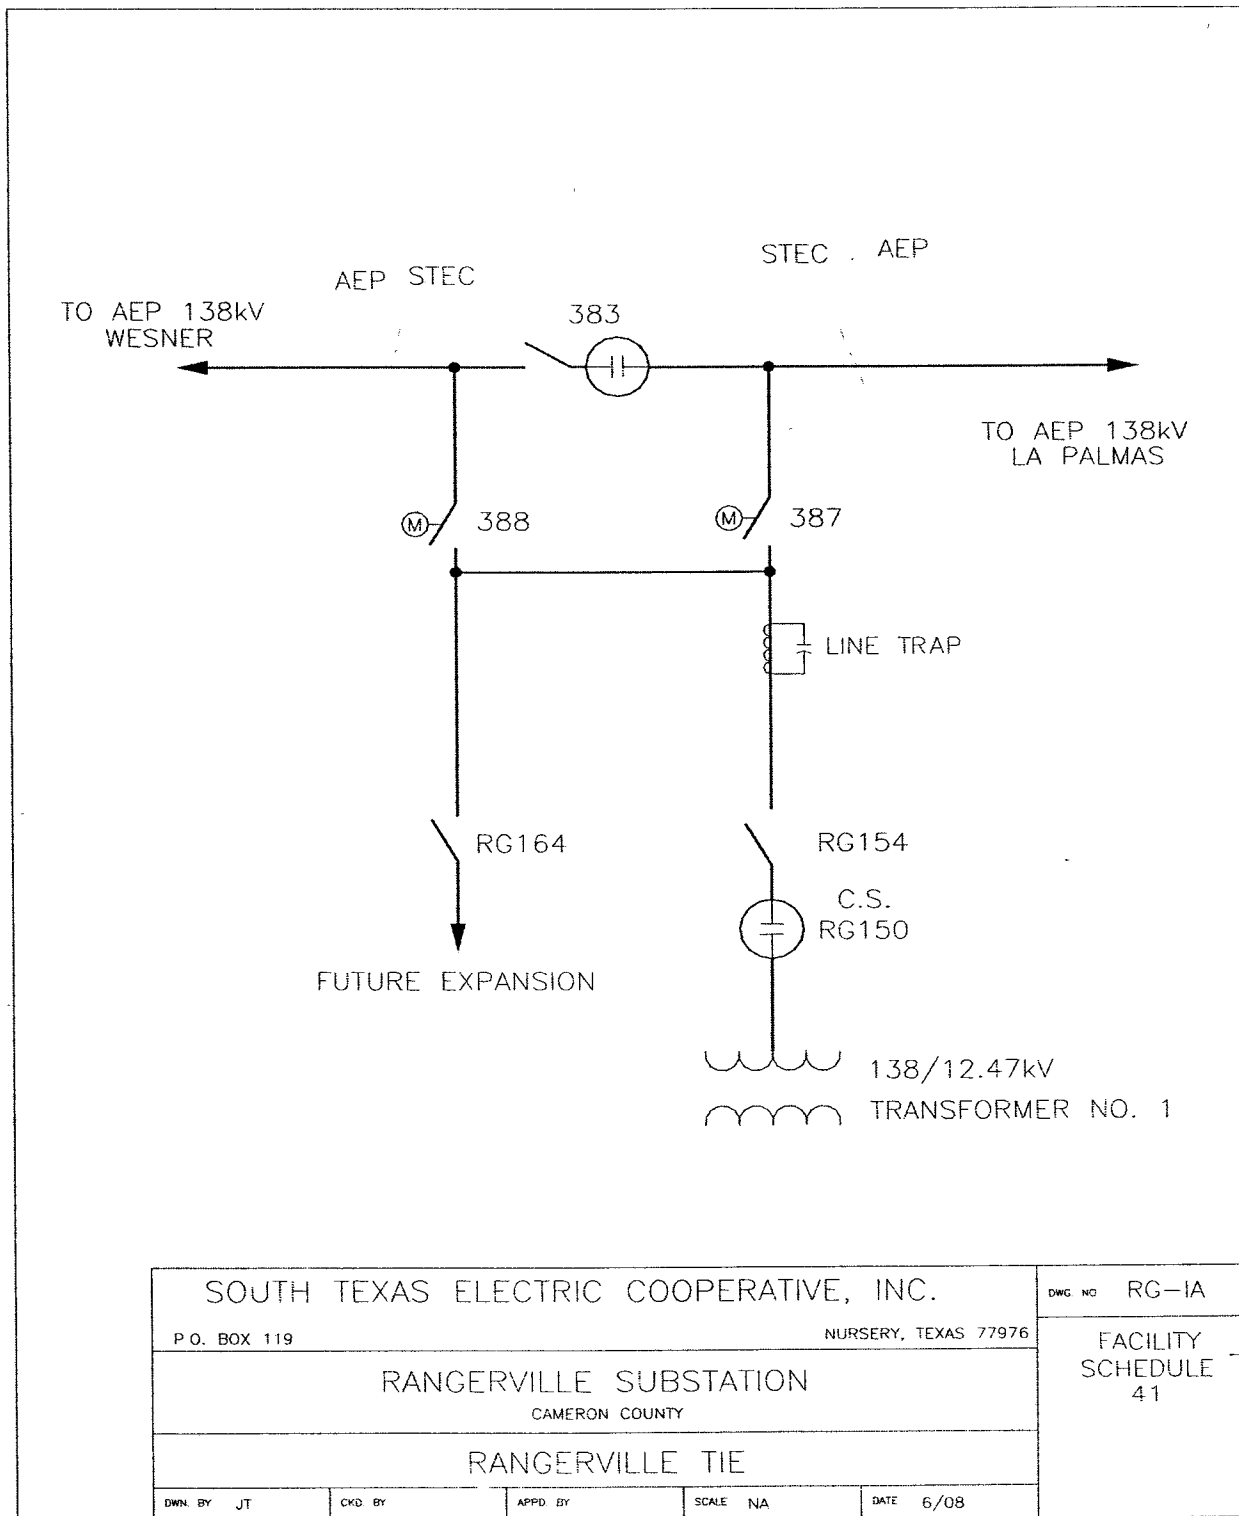 STEC AEP
AEP STEC
383
TO AEP 138kV
WESNER
TO AEP 138kV
LA PALMAS
M 388
M 387
LINE TRAP
RG164
RG154
C.S.
RG150
FUTURE EXPANSION
138/12.47kV
TRANSFORMER NO. 1
SOUTH TEXAS ELECTRIC COOPERATIVE, INC.
P O. BOX 119
NURSERY, TEXAS 77976
DWG. NO RG-IA
RANGERVILLE SUBSTATION
CAMERON COUNTY
FACILITY
SCHEDULE
41
RANGERVILLE TIE
DWN. BY JT
CKD. BY
APPD. BY
SCALE NA
DATE 6/08